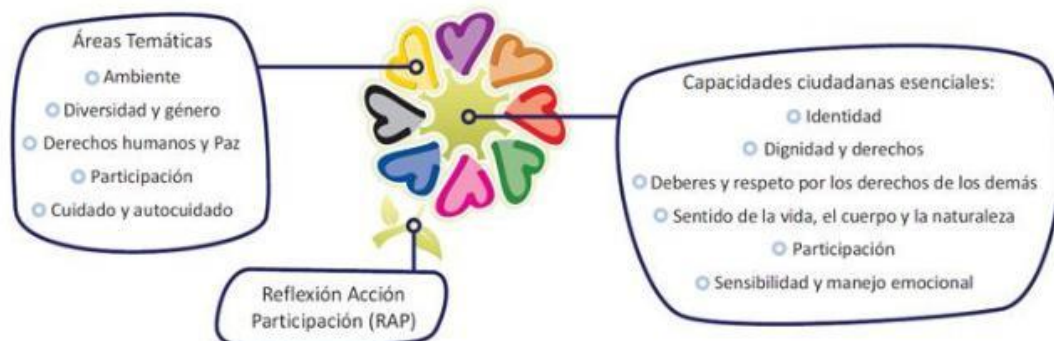 Áreas Temáticas
Ambiente
Diversidad y género
Derechos humanos y Paz
Participación
Cuidado y autocuidado
Capacidades ciudadanas esenciales:
Identidad
Dignidad y derechos
Deberes y respeto por los derechos de los demás
Sentido de la vida, el cuerpo y la naturaleza
Participación
Sensibilidad y manejo emocional
Reflexión Acción
Participación (RAP)